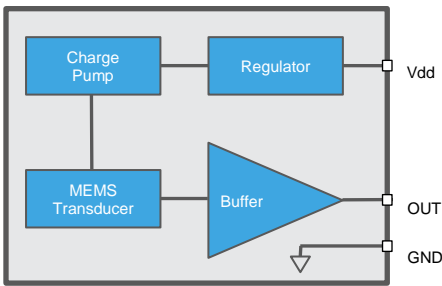 Charge
Pump
Regulator
Vdd
MEMS
Transducer
Buffer
OUT
GND